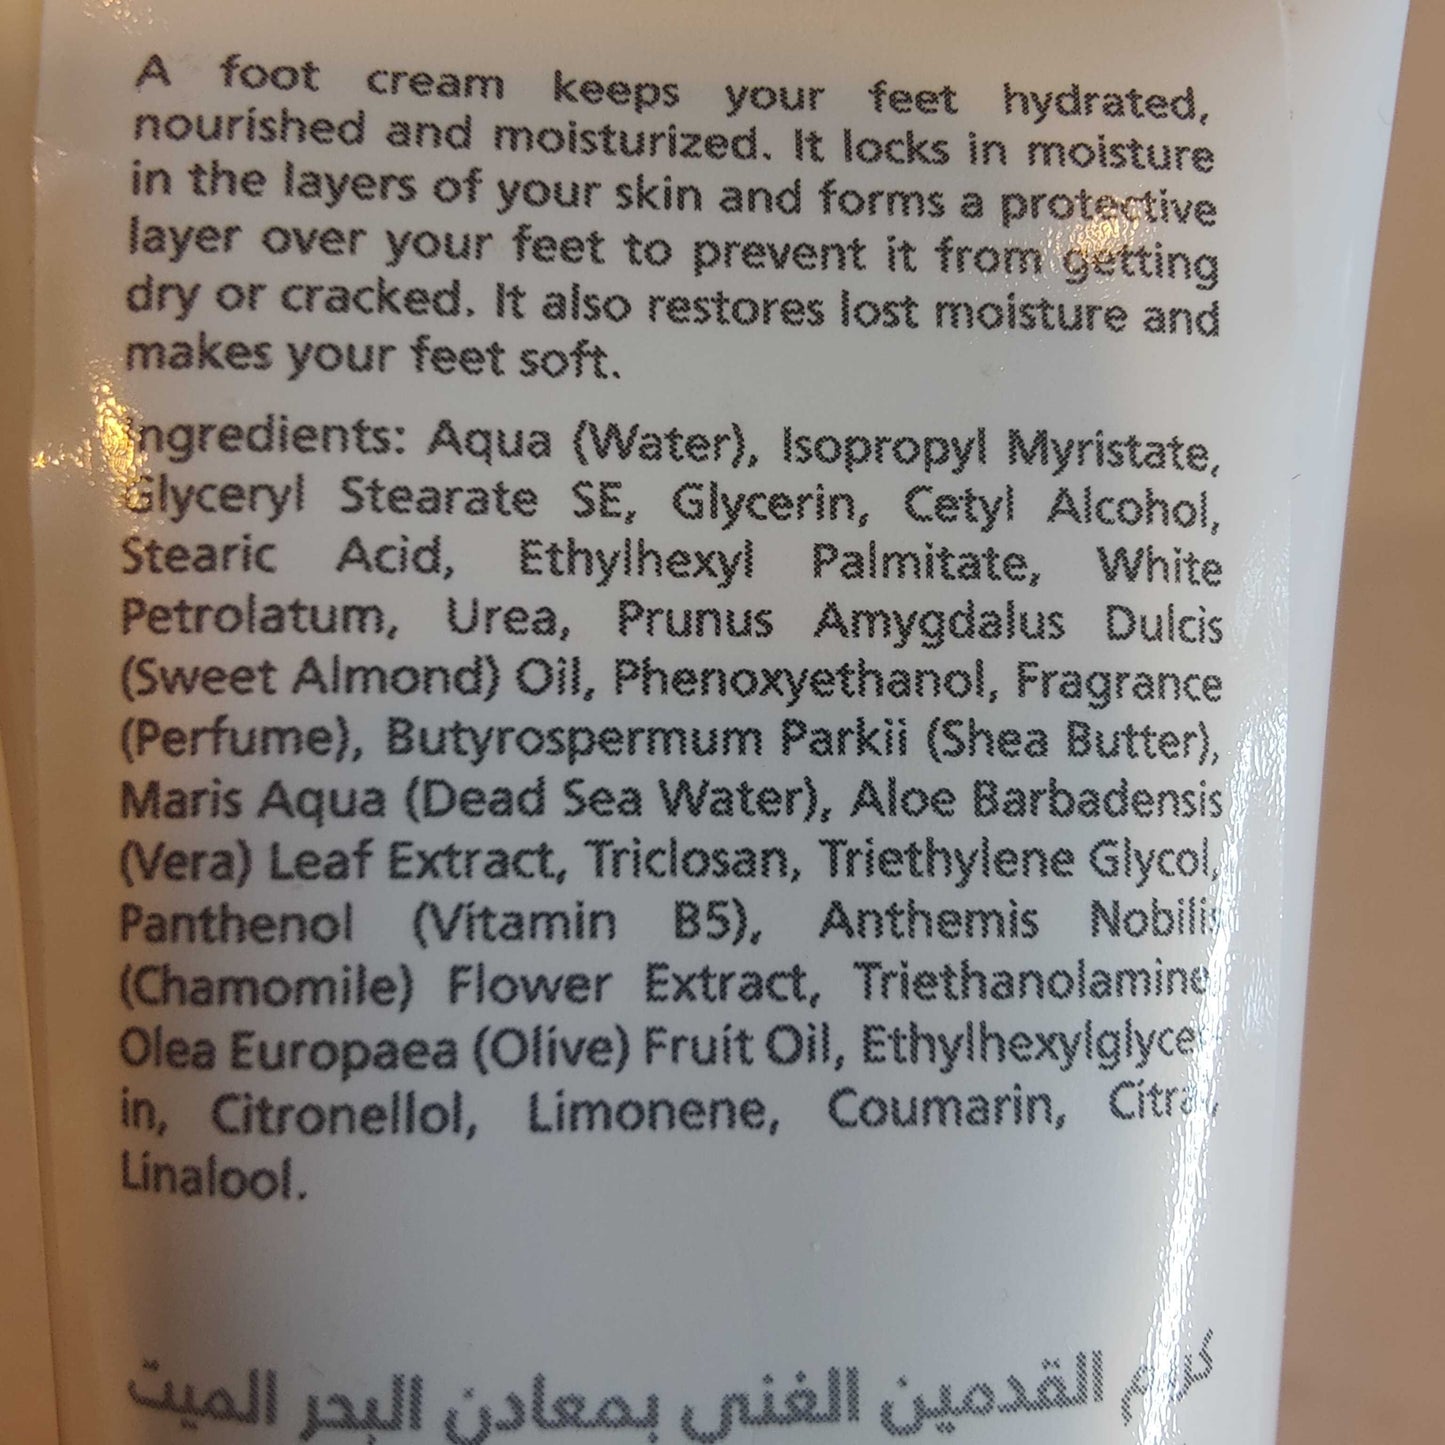 A foot cream keeps your feet hydrated,
nourished and moisturized. It locks in moisture
in the layers of your skin and forms a protective
layer over your feet to prevent it from getting
dry or cracked. It also restores lost moisture and
makes your feet soft.
Ingredients: Aqua (Water), Isopropyl Myristate,
Glyceryl Stearate SE, Glycerin, Cetyl Alcohol,
Stearic Acid, Ethylhexyl Palmitate, White
Petrolatum, Urea, Prunus Amygdalus Dulcis
(Sweet Almond) Oil, Phenoxyethanol, Fragrance
(Perfume), Butyrospermum Parkii (Shea Butter),
Maris Aqua (Dead Sea Water), Aloe Barbadensis
(Vera) Leaf Extract, Triclosan, Triethylene Glycol,
Panthenol (Vitamin B5), Anthemis Nobilis
(Chamomile) Flower Extract, Triethanolamine
Olea Europaea (Olive) Fruit Oil, Ethylhexylglycer
in, Citronellol, Limonene, Coumarin, Citral,
Linalool.
كريم القدمين الغني بمعادن البحر الميت